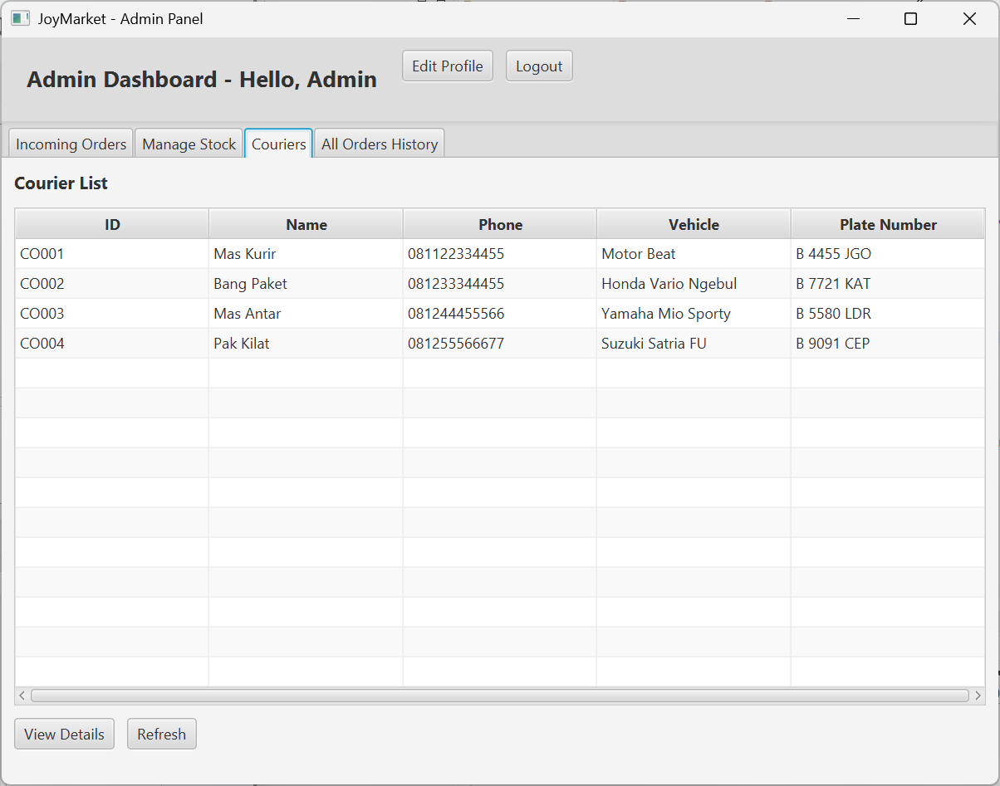 JoyMarket - Admin Panel
Admin Dashboard - Hello, Admin
Edit Profile
Logout
Incoming Orders
Manage Stock
Couriers
All Orders History
Courier List
ID Name Phone Vehicle Plate Number
CO001 Mas Kurir 081122334455 Motor Beat B 4455 JGO
CO002 Bang Paket 081233344455 Honda Vario Ngebul B 7721 KAT
CO003 Mas Antar 081244455566 Yamaha Mio Sporty B 5580 LDR
CO004 Pak Kilat 081255566677 Suzuki Satria FU B 9091 CEP
View Details
Refresh